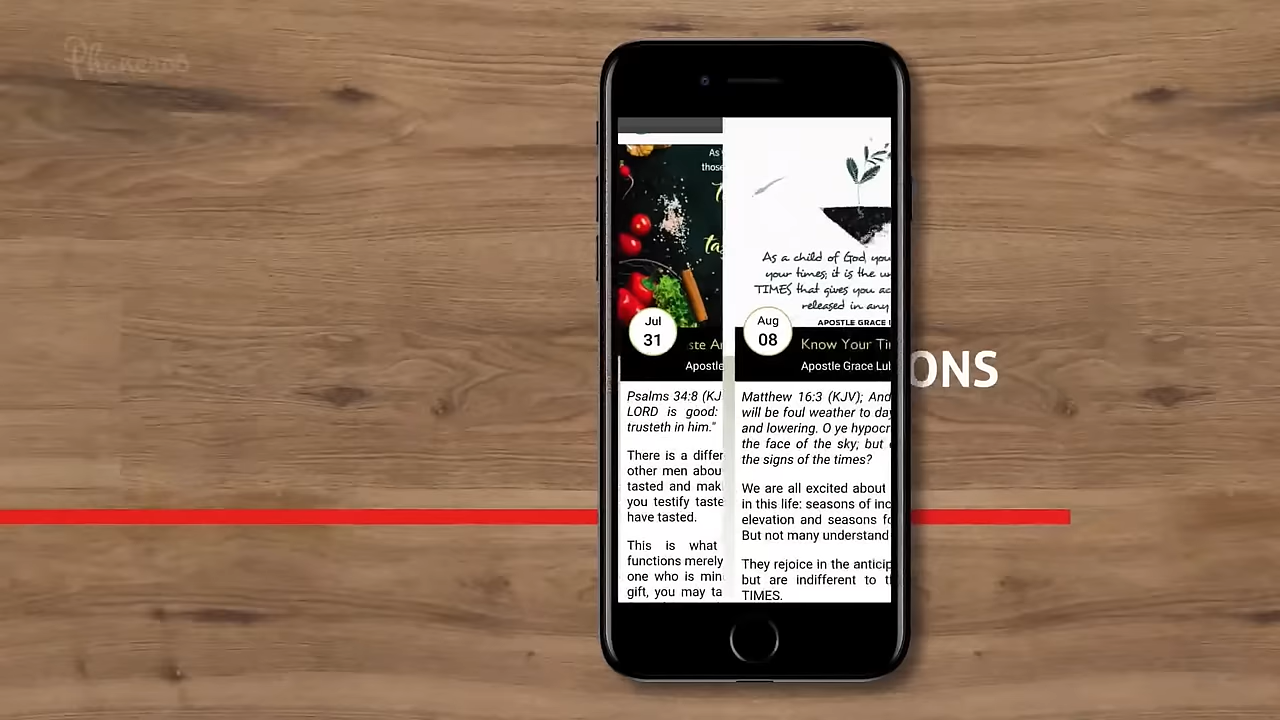 Phaneros
As
those
Jul
31
ste A
Apostle
Psalms 34:8 (KJ
LORD is good:
trusteth in him."
There is a differ
other men abou
tasted and mak
you testify taste
have tasted.
This is what
functions merely
one who is min
gift, you may ta
As a child of God, you
your times; it is the u
TIMES that gives you ac
released in any
APOSTLE GRACE
Aug
08
Know Your Ti
Apostle Grace Lu
Matthew 16:3 (KJV); And
will be foul weather to day
and lowering. O ye hypocr
the face of the sky; but
the signs of the times?
We are all excited about
in this life: seasons of inc
elevation and seasons fo
But not many understand
They rejoice in the anticip
but are indifferent to t
TIMES.
ONS